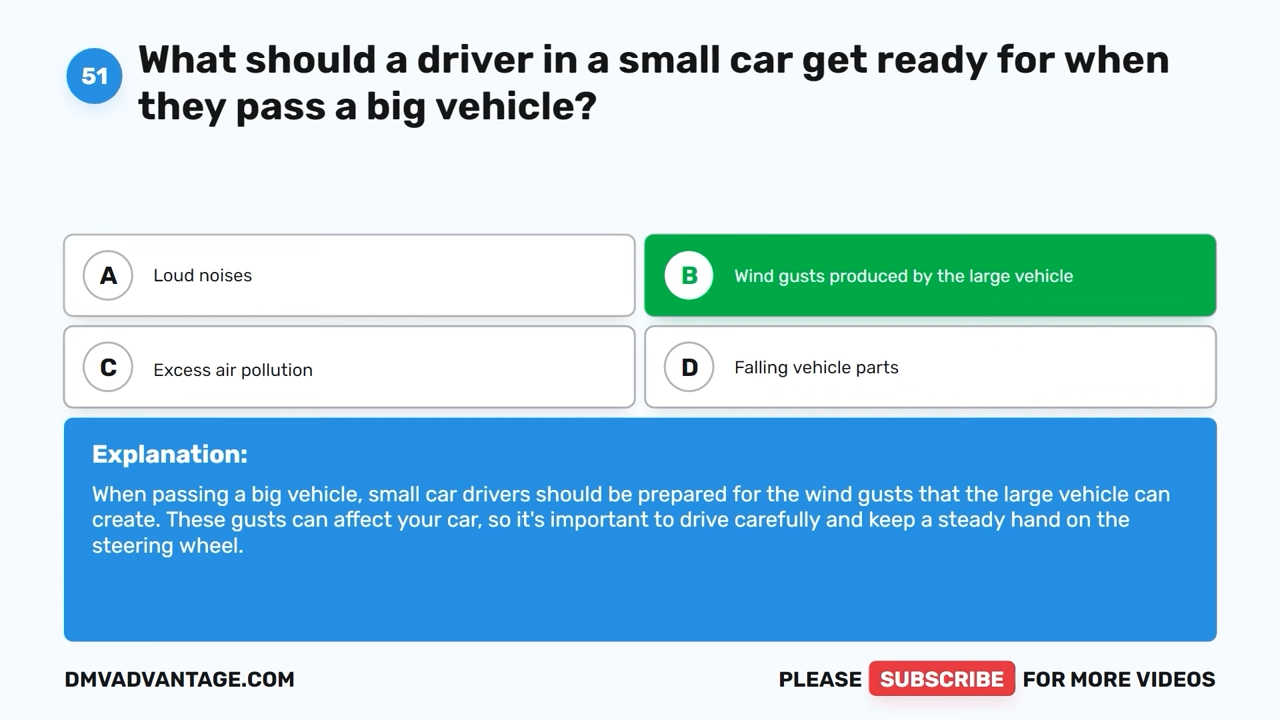 51
What should a driver in a small car get ready for when
they pass a big vehicle?
A Loud noises
B Wind gusts produced by the large vehicle
C Excess air pollution
D Falling vehicle parts
Explanation:
When passing a big vehicle, small car drivers should be prepared for the wind gusts that the large vehicle can
create. These gusts can affect your car, so it's important to drive carefully and keep a steady hand on the
steering wheel.
DMVADVANTAGE.COM
PLEASE SUBSCRIBE FOR MORE VIDEOS